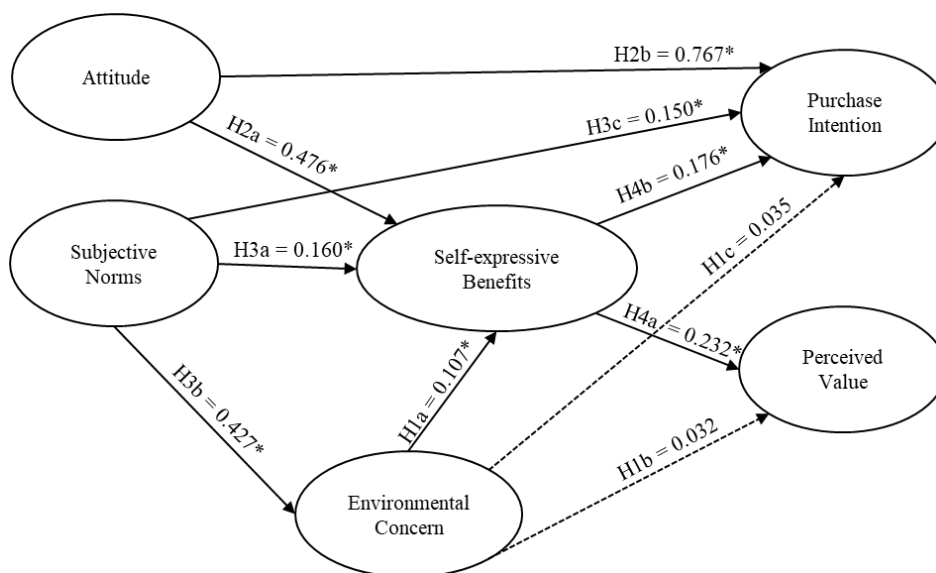 Attitude
H2b = 0.767*
Purchase
Intention
H2a = 0.476*
H3c = 0.150*
H4b = 0.176*
H1c = 0.035
Subjective
Norms
H3a = 0.160*
Self-expressive
Benefits
H4a = 0.232*
Perceived
Value
H3b = 0.427*
H1a = 0.107*
H1b = 0.032
Environmental
Concern